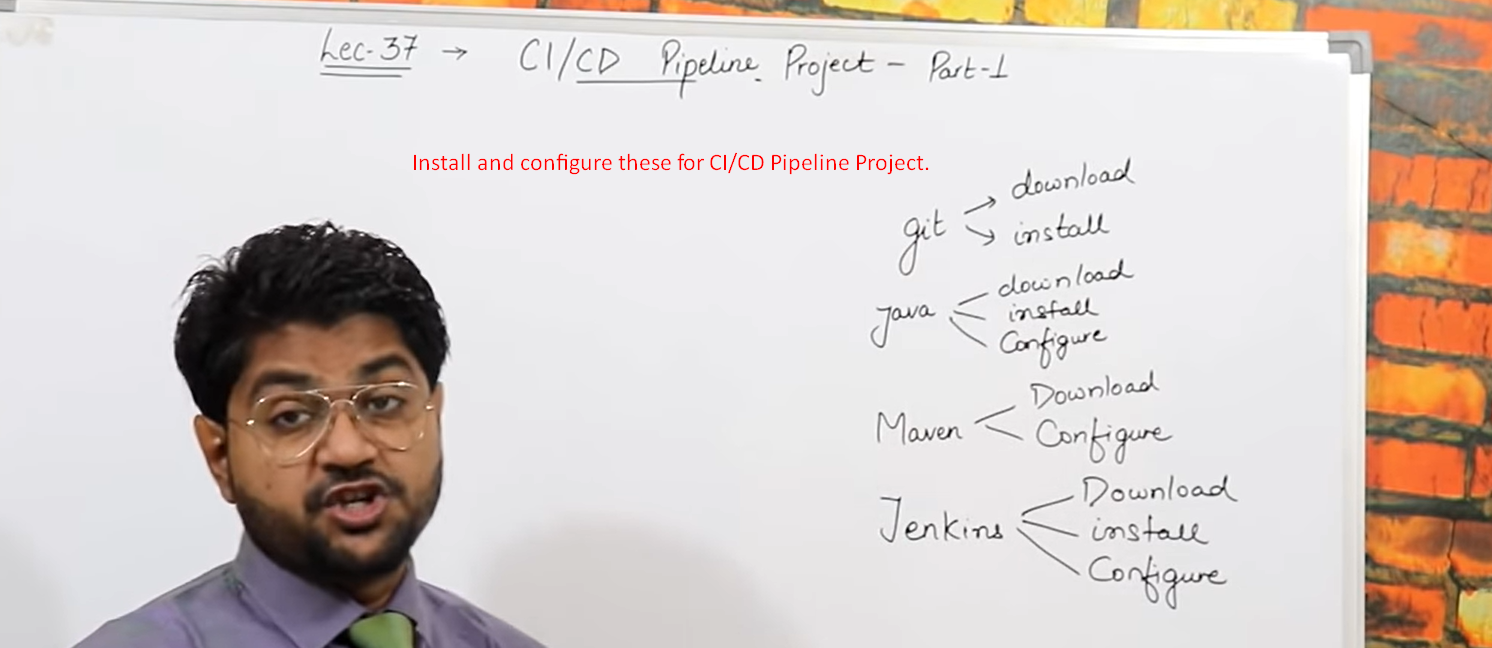 Lec-37 → CI/CD Pipeline Project - Part-1
Install and configure these for CI/CD Pipeline Project.
git
download
install
Java
download
install
Configure
Maven
Download
Configure
Jenkins
Download
install
Configure